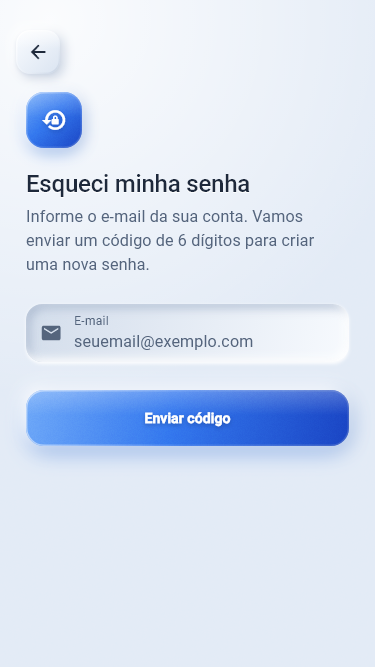 Esqueci minha senha
Informe o e-mail da sua conta. Vamos
enviar um código de 6 dígitos para criar
uma nova senha.
E-mail
seuemail@exemplo.com
Enviar código